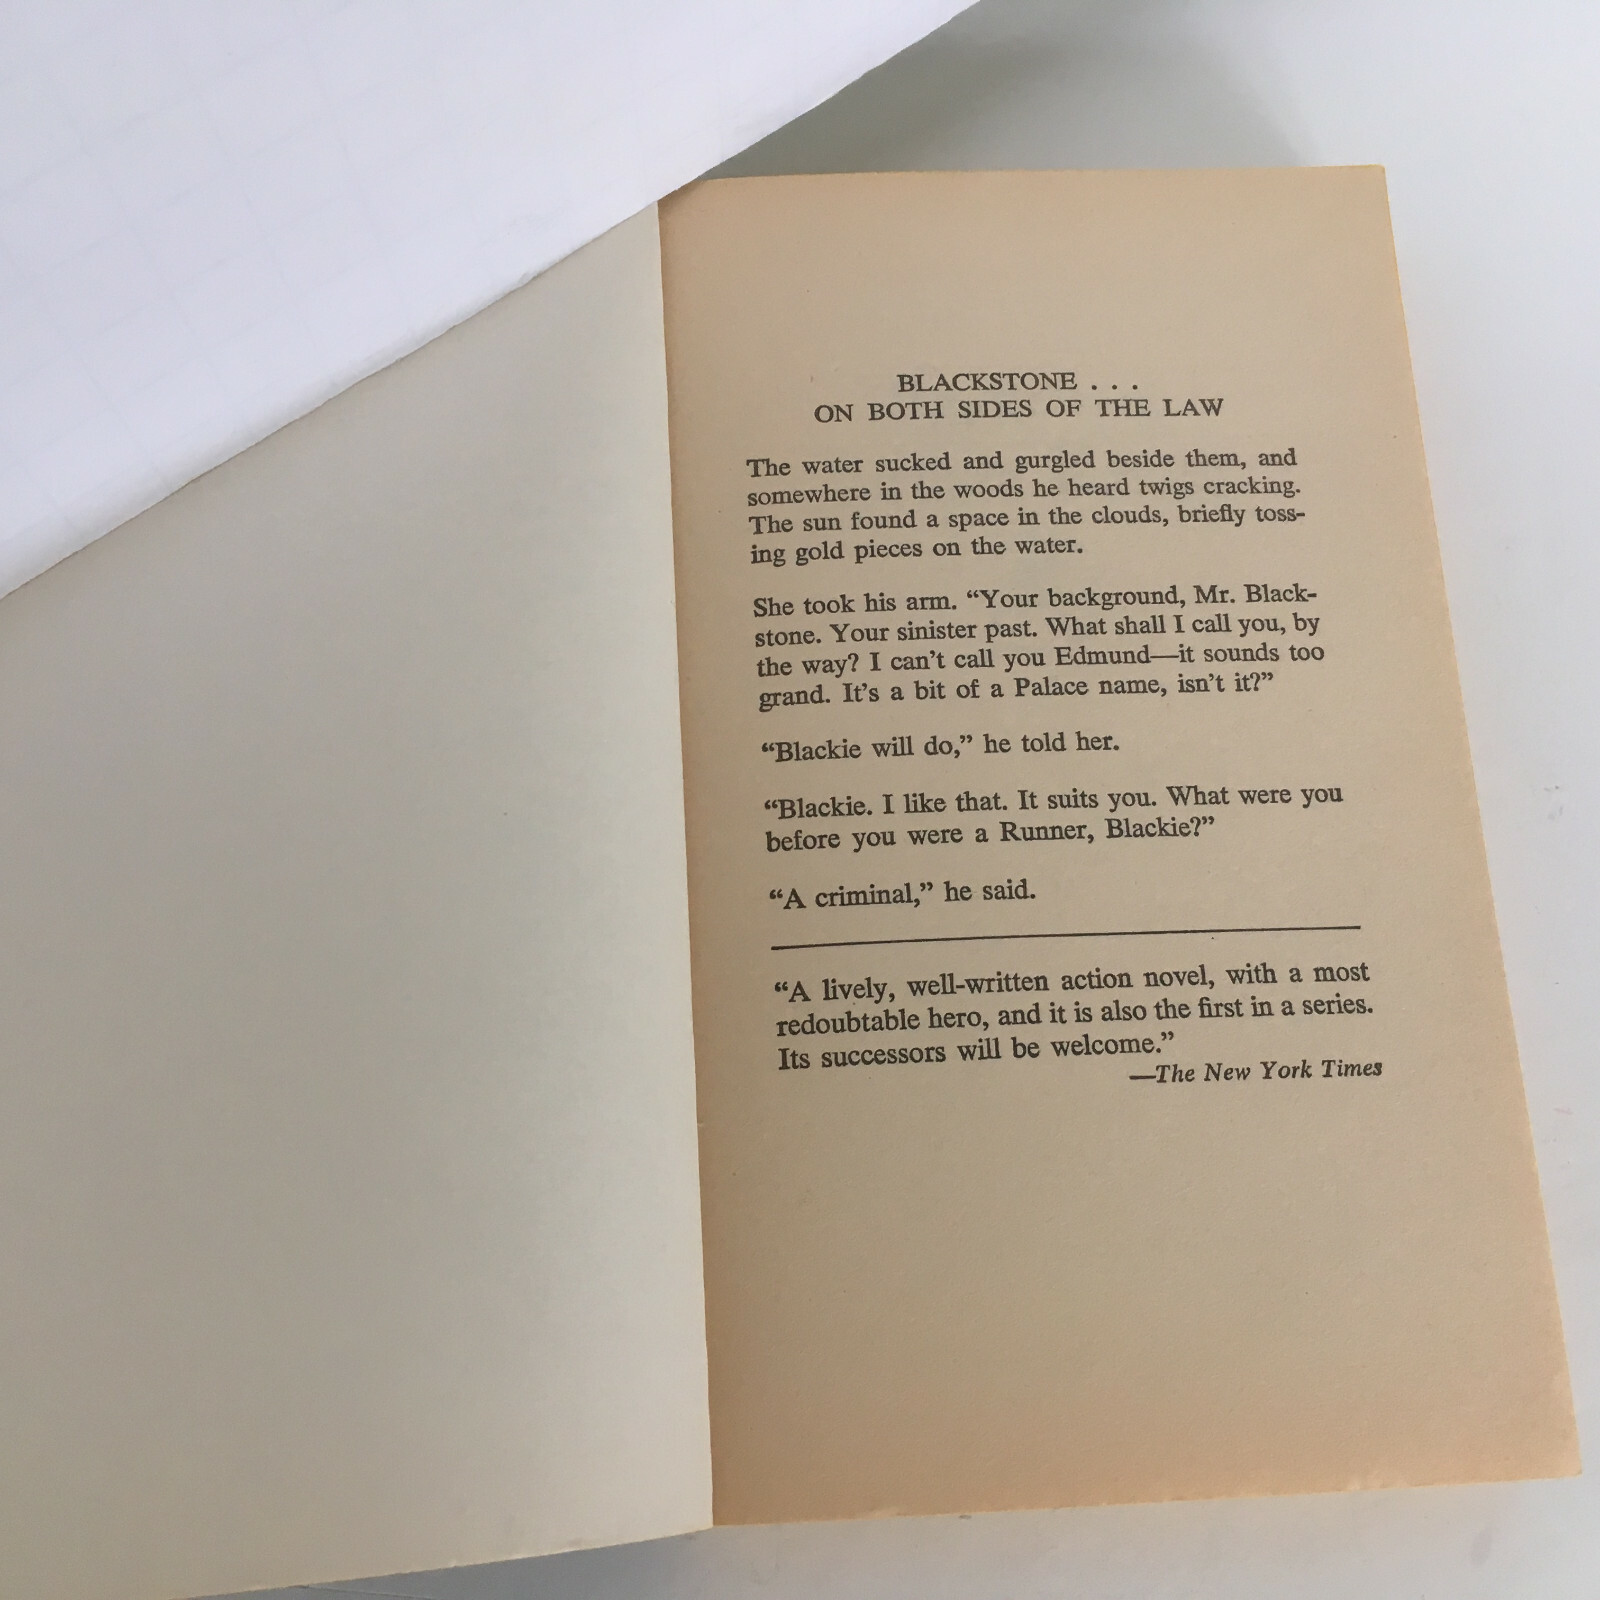 BLACKSTONE . . .
ON BOTH SIDES OF THE LAW
The water sucked and gurgled beside them, and
somewhere in the woods he heard twigs cracking.
The sun found a space in the clouds, briefly toss-
ing gold pieces on the water.
She took his arm. “Your background, Mr. Black-
stone. Your sinister past. What shall I call you, by
the way? I can’t call you Edmund—it sounds too
grand. It’s a bit of a Palace name, isn’t it?”
“Blackie will do,” he told her.
“Blackie. I like that. It suits you. What were you
before you were a Runner, Blackie?”
“A criminal,” he said.
“A lively, well-written action novel, with a most
redoubtable hero, and it is also the first in a series.
Its successors will be welcome.”
—The New York Times